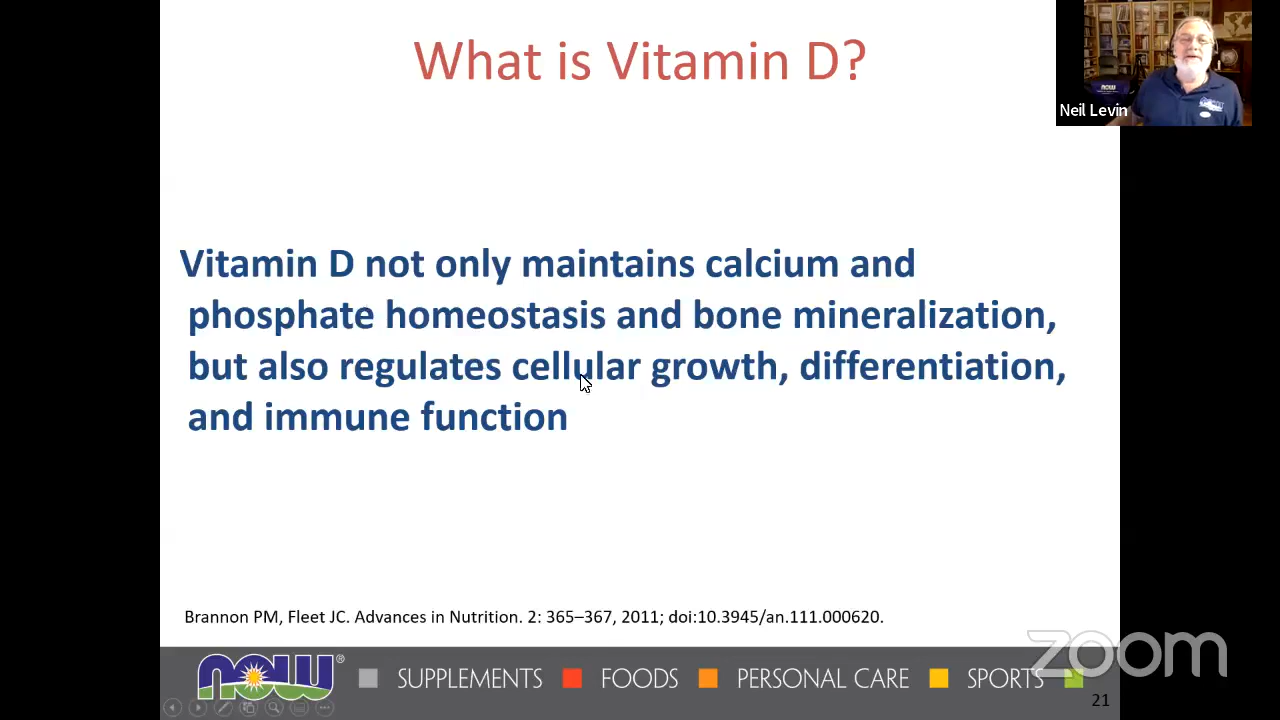 What is Vitamin D?
Neil Levin
Vitamin D not only maintains calcium and
phosphate homeostasis and bone mineralization,
but also regulates cellular growth, differentiation,
and immune function
Brannon PM, Fleet JC. Advances in Nutrition. 2: 365–367, 2011; doi:10.3945/an.111.000620.
now® SUPPLEMENTS FOODS PERSONAL CARE SPORTS
zoom
21